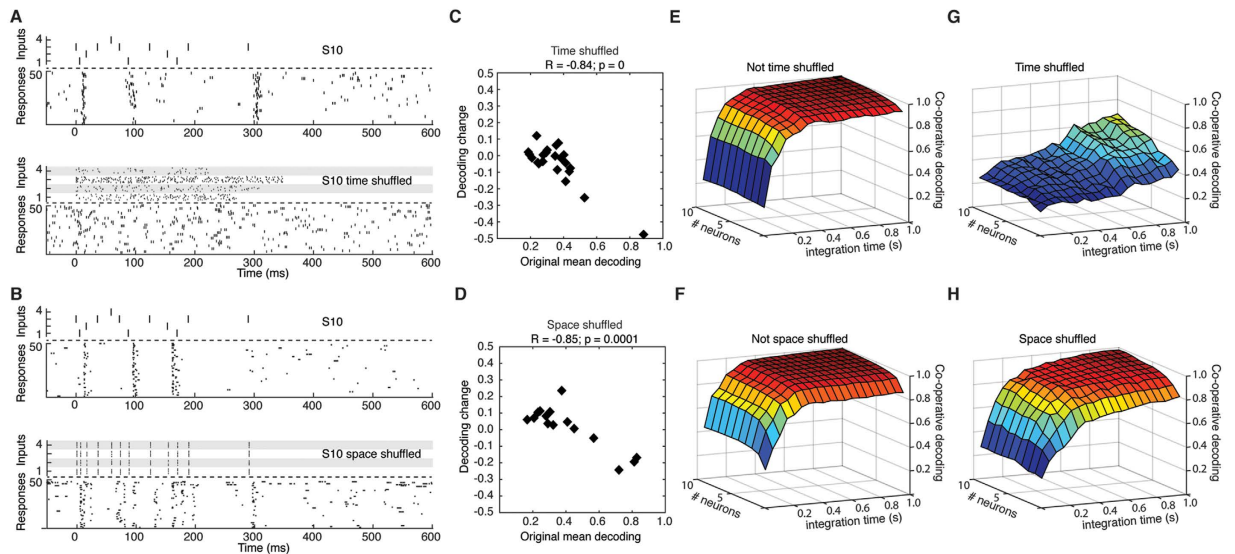 A
Inputs
4
1
S10
Responses
50
0 100 200 300 400 500 600
Inputs
4
1
S10 time shuffled
Responses
50
0 100 200 300 400 500 600
Time (ms)
B
Inputs
4
1
S10
Responses
50
0 100 200 300 400 500 600
Inputs
4
1
S10 space shuffled
Responses
50
0 100 200 300 400 500 600
Time (ms)
C
Time shuffled
R = -0.84; p = 0
Decoding change
0.5
0.4
0.3
0.2
0.1
0.0
-0.1
-0.2
-0.3
-0.4
-0.5
0.2 0.4 0.6 0.8 1.0
Original mean decoding
D
Space shuffled
R = -0.85; p = 0.0001
Decoding change
0.5
0.4
0.3
0.2
0.1
0.0
-0.1
-0.2
-0.3
-0.4
-0.5
0.2 0.4 0.6 0.8 1.0
Original mean decoding
E
Not time shuffled
Co-operative decoding
1.0
0.8
0.6
0.4
0.2
10
5
# neurons
0.2 0.4 0.6 0.8 1.0
integration time (s)
F
Not space shuffled
Co-operative decoding
1.0
0.8
0.6
0.4
0.2
10
5
# neurons
0.2 0.4 0.6 0.8 1.0
integration time (s)
G
Time shuffled
Co-operative decoding
1.0
0.8
0.6
0.4
0.2
10
5
# neurons
0.2 0.4 0.6 0.8 1.0
integration time (s)
H
Space shuffled
Co-operative decoding
1.0
0.8
0.6
0.4
0.2
10
5
# neurons
0.2 0.4 0.6 0.8 1.0
integration time (s)